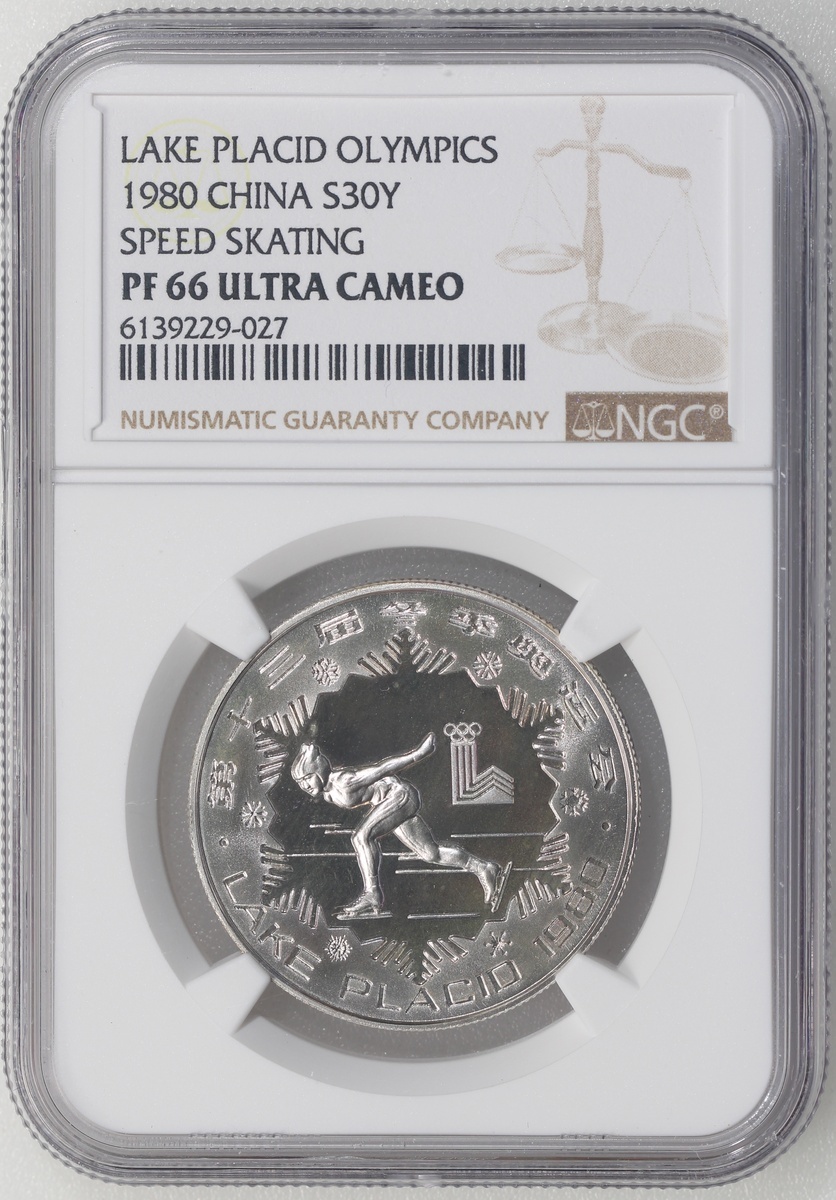 LAKE PLACID OLYMPICS
1980 CHINA S30Y
SPEED SKATING
PF 66 ULTRA CAMEO
6139229-027
NUMISMATIC GUARANTY COMPANY
NGC®
第十三届冬季奥运会
LAKE PLACID 1980